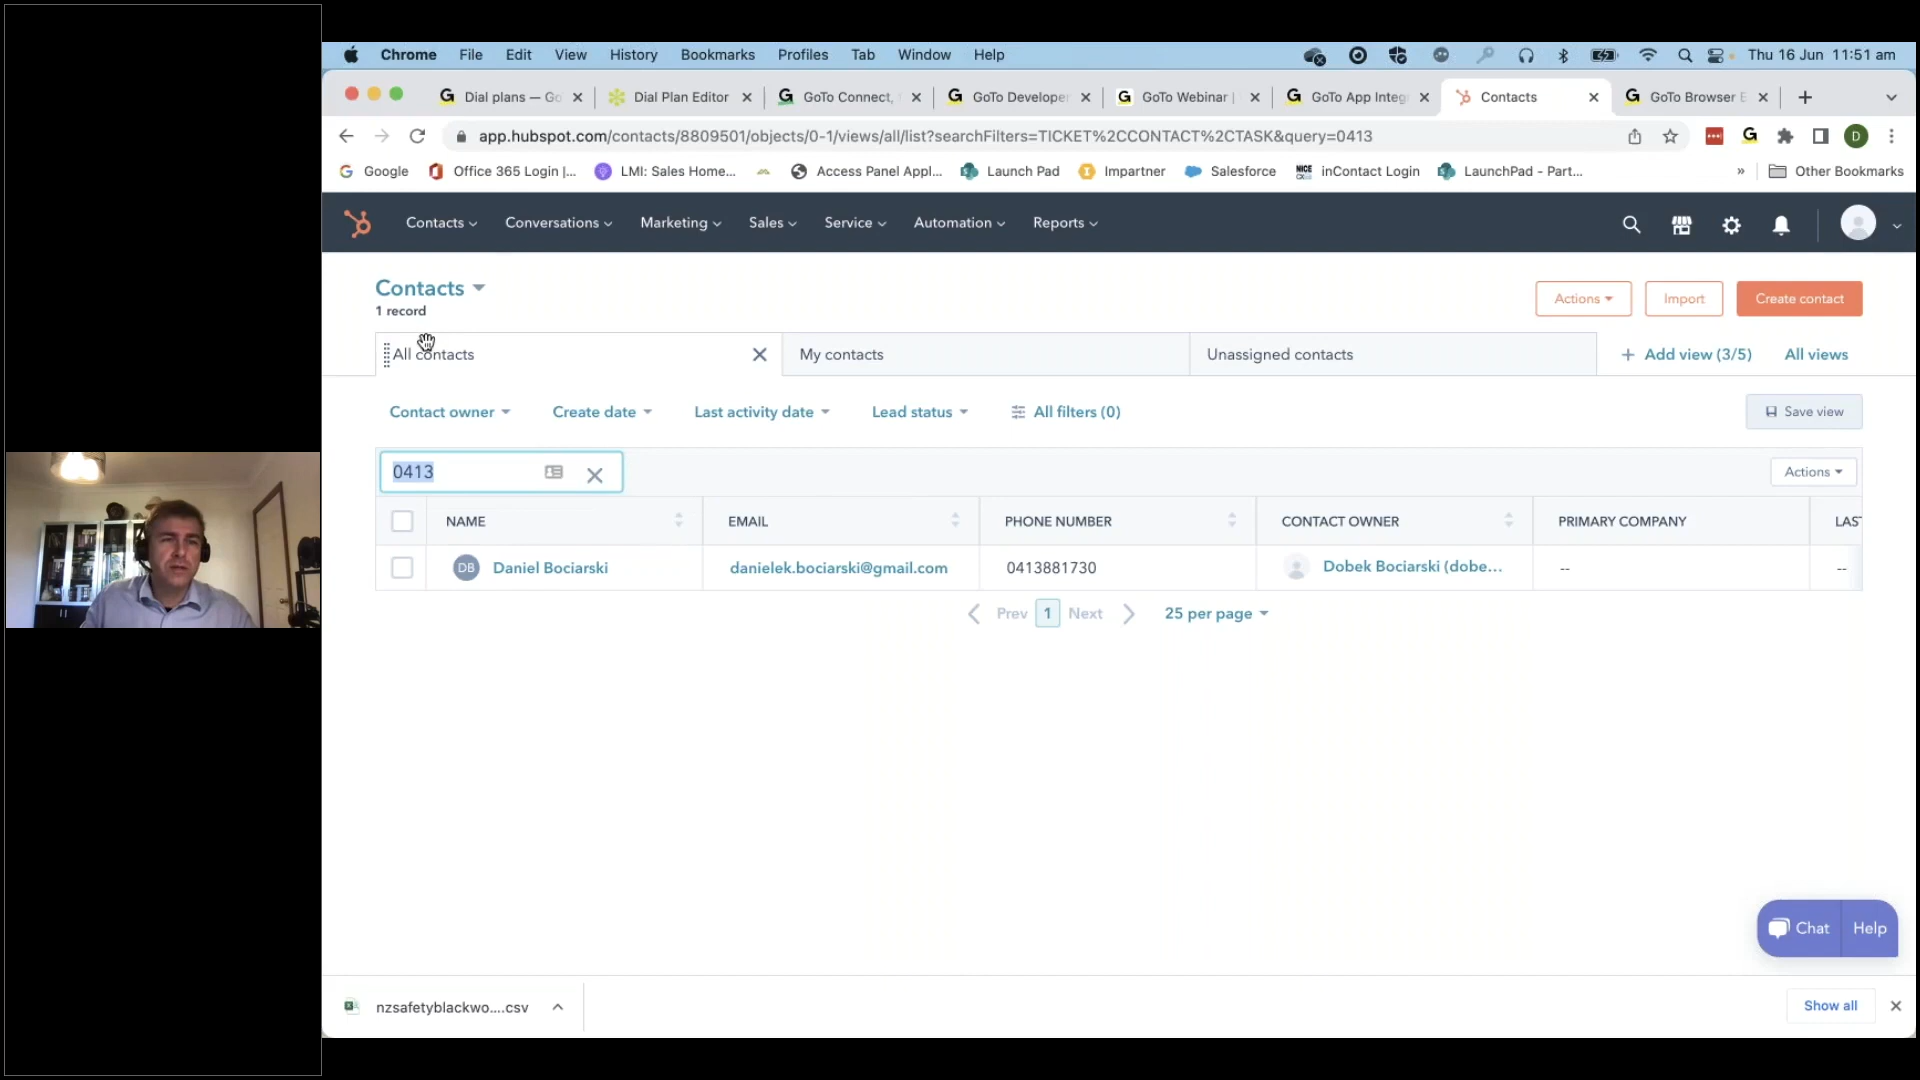 Chrome File Edit View History Bookmarks Profiles Tab Window Help Thu 16 Jun 11:51 am
Dial plans — Go Dial Plan Editor GoTo Connect, GoTo Developer GoTo Webinar | GoTo App Integ Contacts GoTo Browser E
app.hubspot.com/contacts/8809501/objects/0-1/views/all/list?searchFilters=TICKET%2CCONTACT%2CTASK&query=0413 D
Google Office 365 Login |... LMI: Sales Home... Access Panel Appl... Launch Pad Impartner Salesforce NICE inContact Login LaunchPad - Part... » Other Bookmarks
Contacts Conversations Marketing Sales Service Automation Reports
Contacts
1 record
Actions Import Create contact
All contacts My contacts Unassigned contacts + Add view (3/5) All views
Contact owner Create date Last activity date Lead status All filters (0) Save view
0413 Actions
NAME EMAIL PHONE NUMBER CONTACT OWNER PRIMARY COMPANY LAST
DB Daniel Bociarski danielek.bociarski@gmail.com 0413881730 Dobek Bociarski (dobe... -- --
Prev 1 Next 25 per page
Chat Help
nzsafetyblackwo....csv Show all